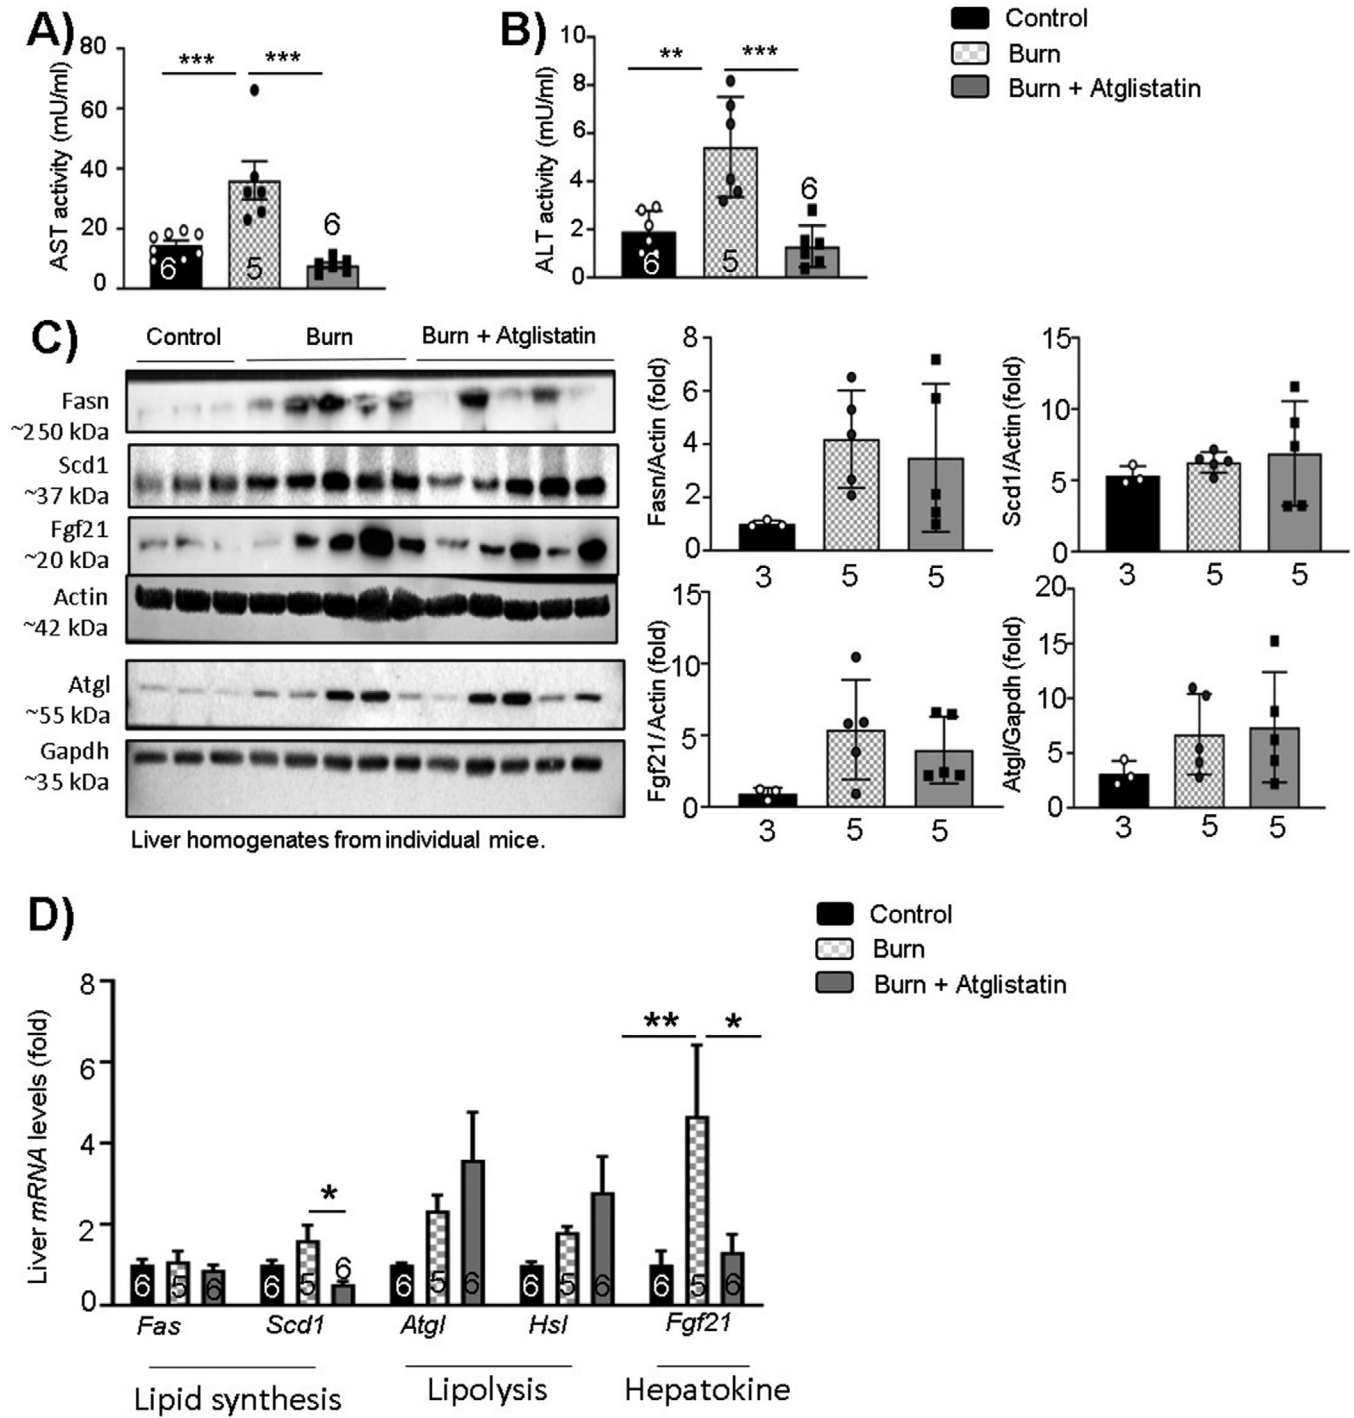 A)
AST activity (mU/ml)
80
60
40
20
0
***
***
6
5
6
B)
ALT activity (mU/ml)
10
8
6
4
2
0
**
***
6
5
6
Control
Burn
Burn + Atglistatin
C)
Control
Burn
Burn + Atglistatin
Fasn
~250 kDa
Scd1
~37 kDa
Fgf21
~20 kDa
Actin
~42 kDa
Atgl
~55 kDa
Gapdh
~35 kDa
Liver homogenates from individual mice.
Fasn/Actin (fold)
8
6
4
2
0
3 5 5
Scd1/Actin (fold)
15
10
5
0
3 5 5
Fgf21/Actin (fold)
15
10
5
0
3 5 5
Atgl/Gapdh (fold)
20
15
10
5
0
3 5 5
D)
Control
Burn
Burn + Atglistatin
Liver mRNA levels (fold)
8
6
4
2
0
*
** *
6 5 6 6 5 6 6 5 6 6 5 6 6 5 6
Fas Scd1 Atgl Hsl Fgf21
Lipid synthesis Lipolysis Hepatokine